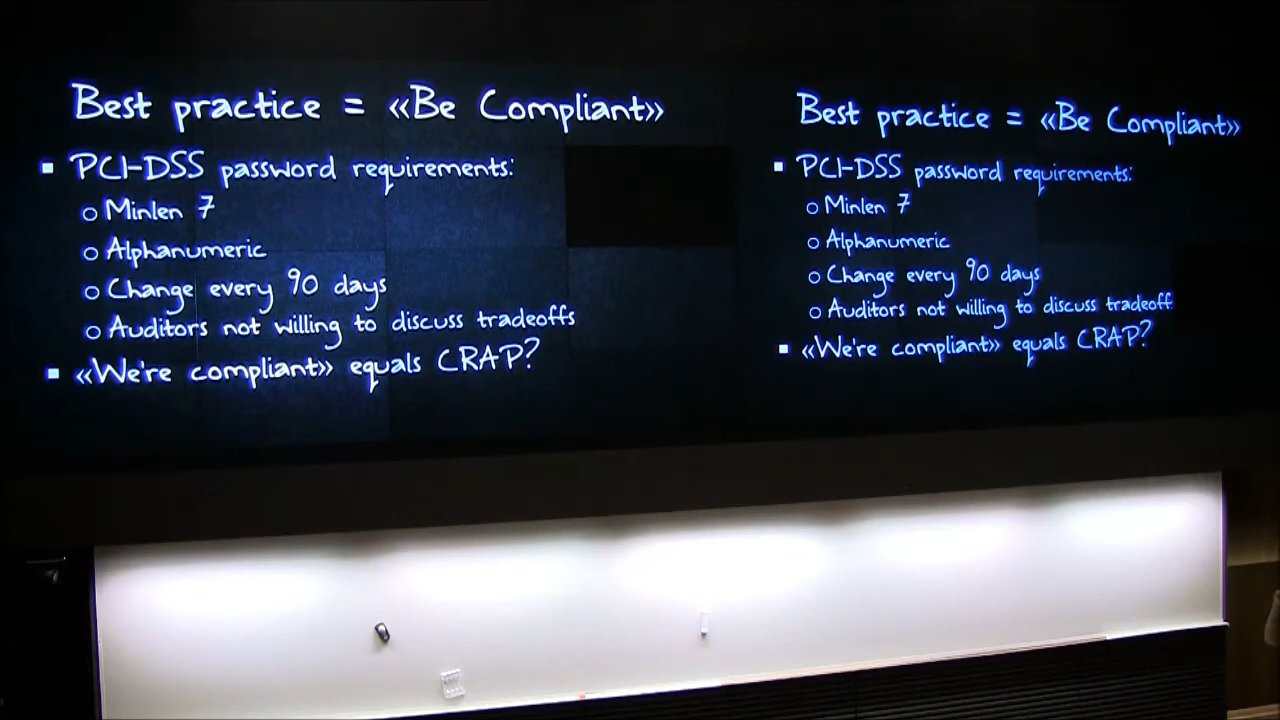 Best practice = «Be Compliant»
▪ PCI-DSS password requirements:
o Minlen 7
o Alphanumeric
o Change every 90 days
o Auditors not willing to discuss tradeoffs
▪ «We're compliant» equals CRAP?
Best practice = «Be Compliant»
▪ PCI-DSS password requirements:
o Minlen 7
o Alphanumeric
o Change every 90 days
o Auditors not willing to discuss tradeoff
▪ «We're compliant» equals CRAP?